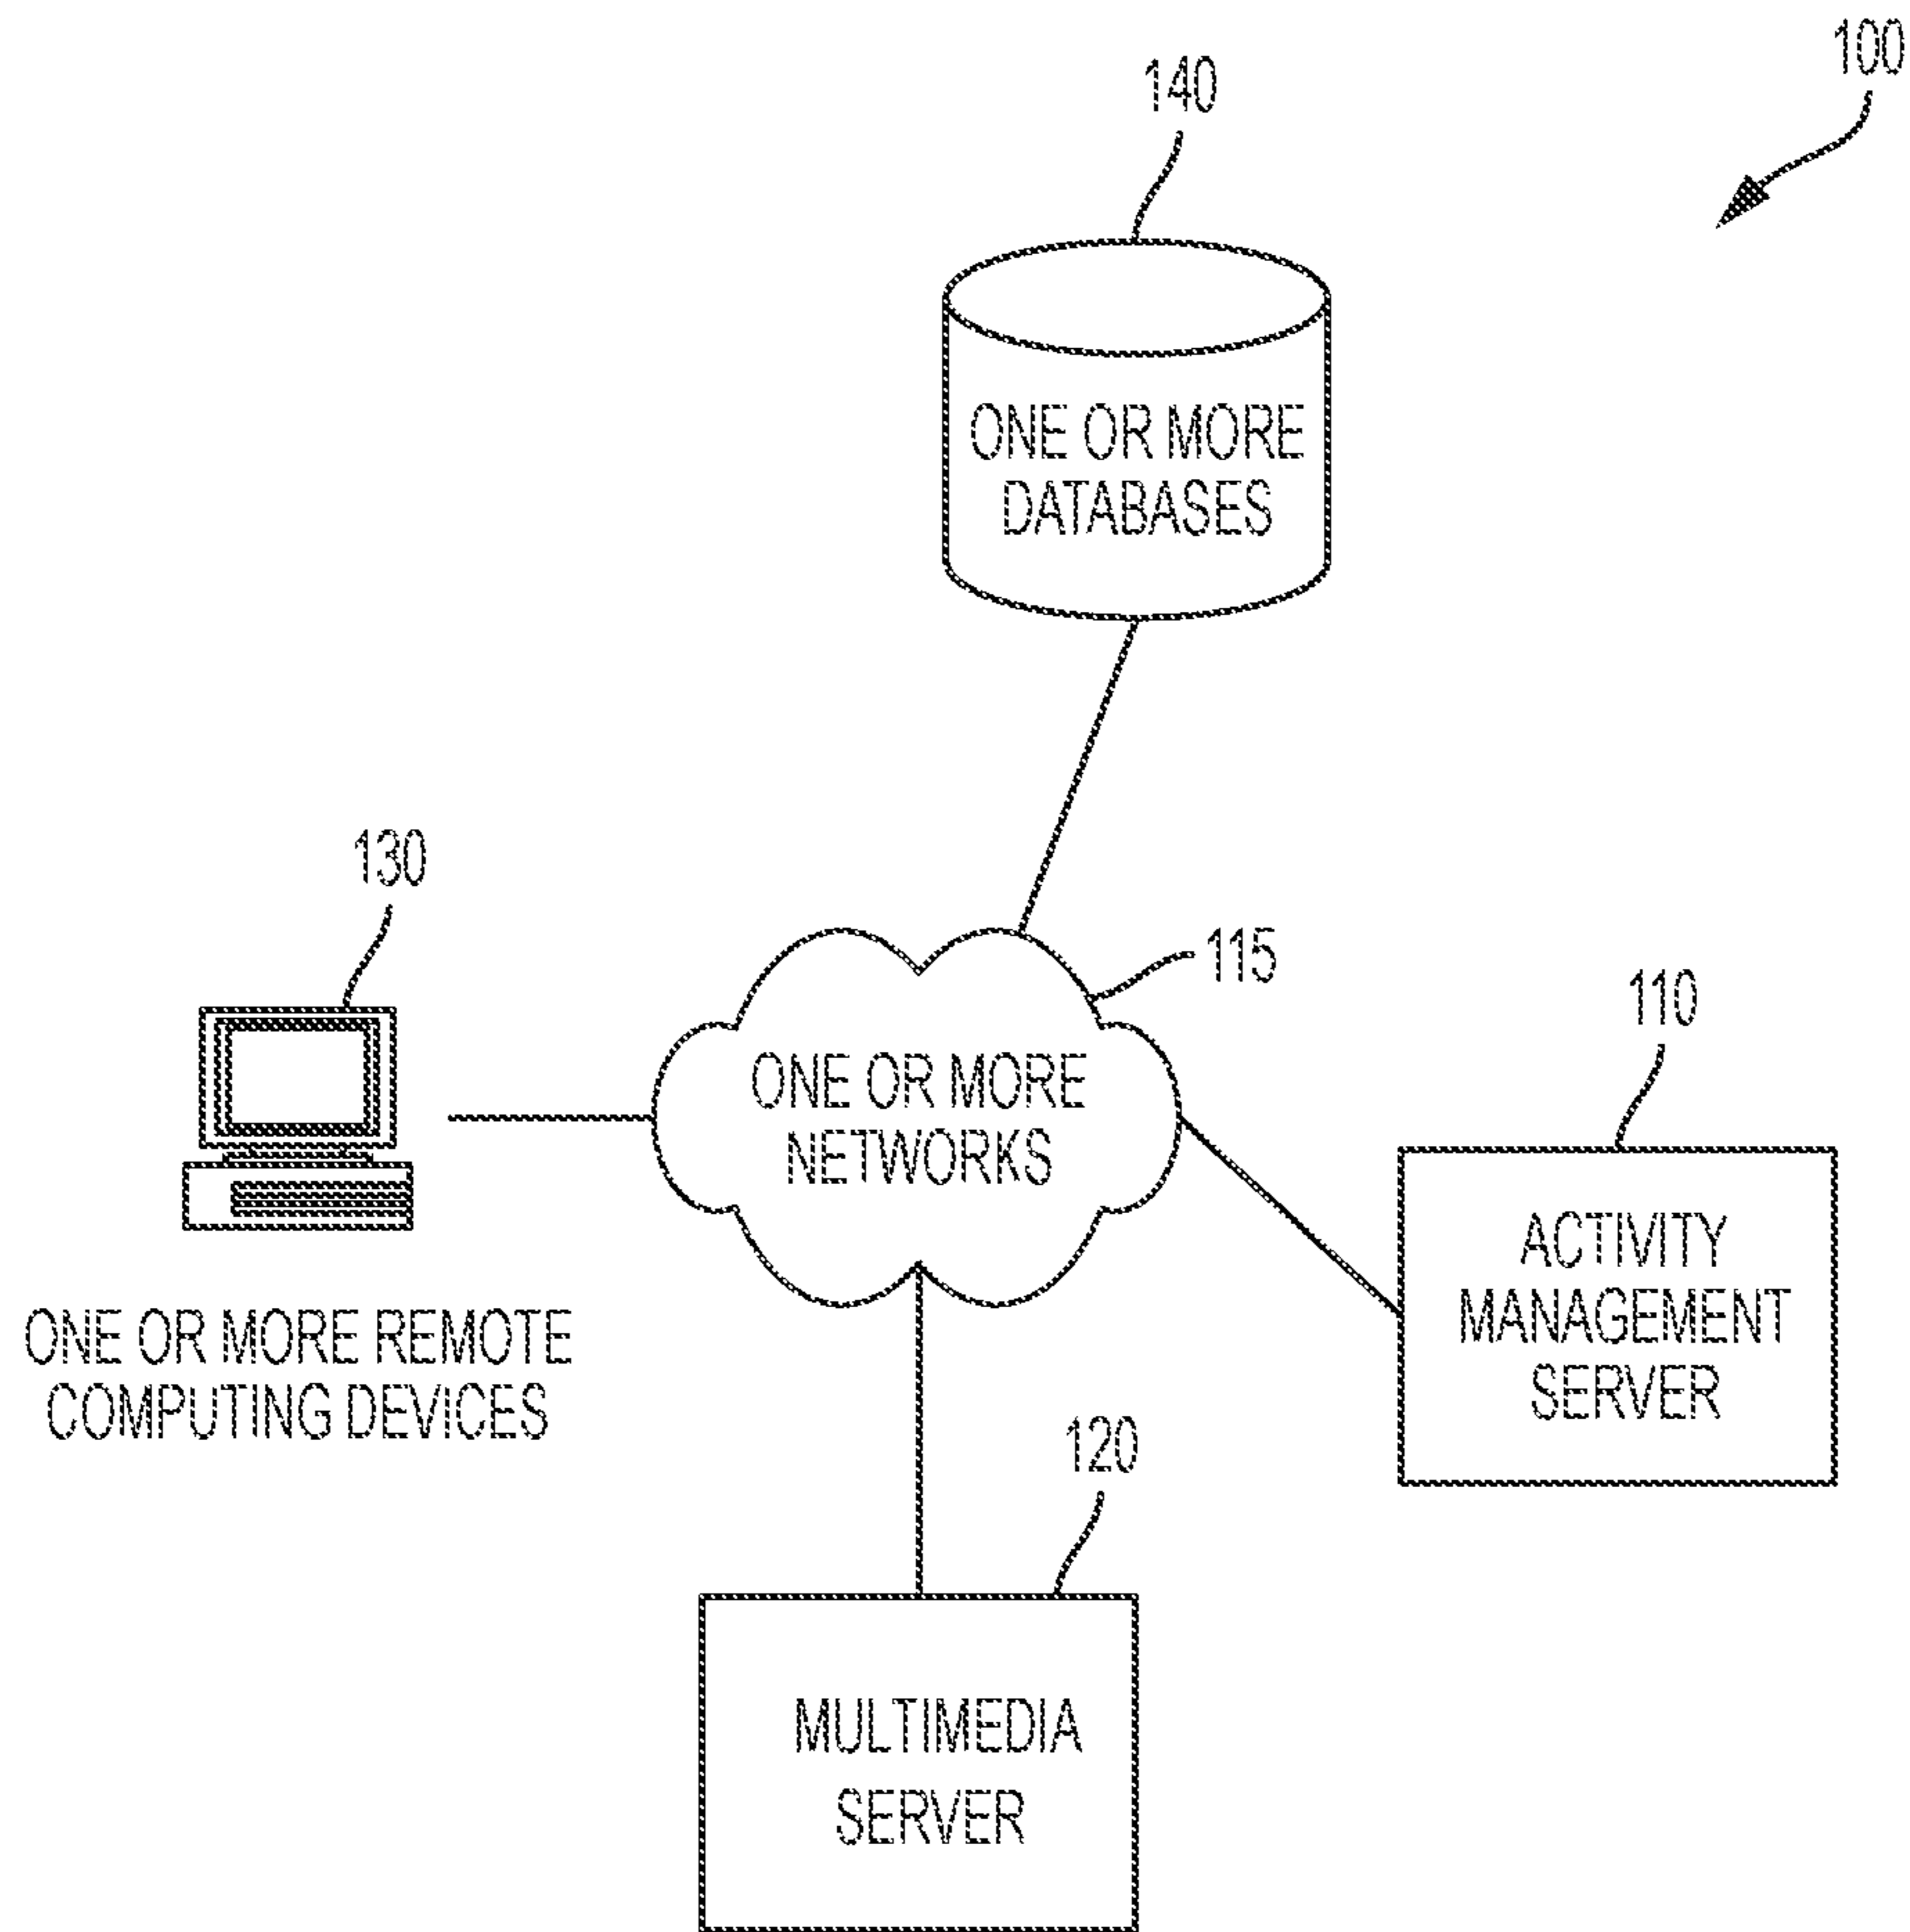 100
140
ONE OR MORE
DATABASES
130
115
ONE OR MORE
NETWORKS
110
ACTIVITY
MANAGEMENT
SERVER
ONE OR MORE REMOTE
COMPUTING DEVICES
120
MULTIMEDIA
SERVER